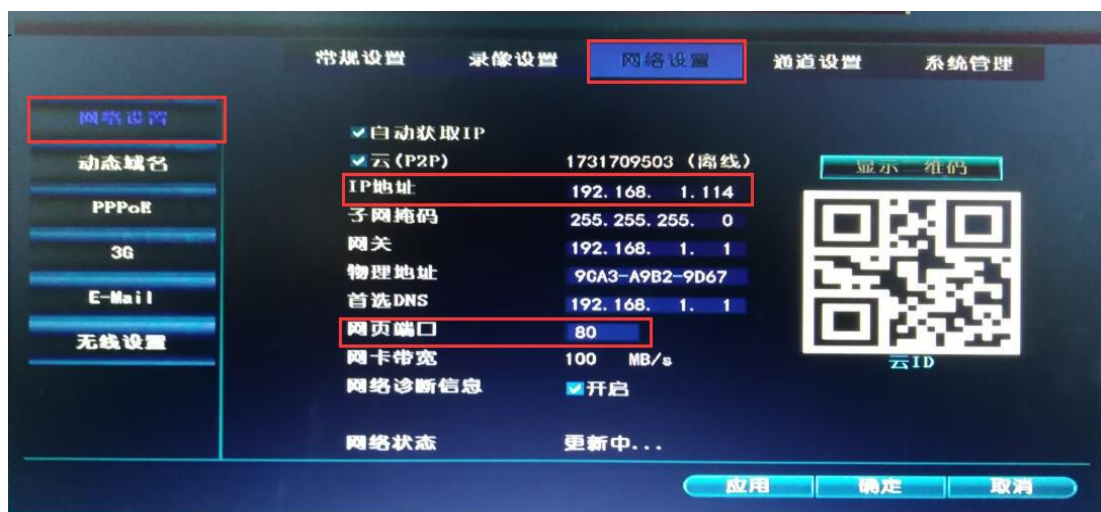 常规设置 录像设置 网络设置 通道设置 系统管理
网络设置
动态域名
PPPoE
3G
E-Mail
无线设置
自动获取IP
云(P2P) 1731709503 (离线)
IP地址 192.168. 1.114
子网掩码 255.255.255. 0
网关 192.168. 1. 1
物理地址 9CA3-A9B2-9D67
首选DNS 192.168. 1. 1
网页端口 80
网卡带宽 100 MB/s
网络诊断信息 开启
网络状态 更新中...
显示二维码
云ID
应用 确定 取消